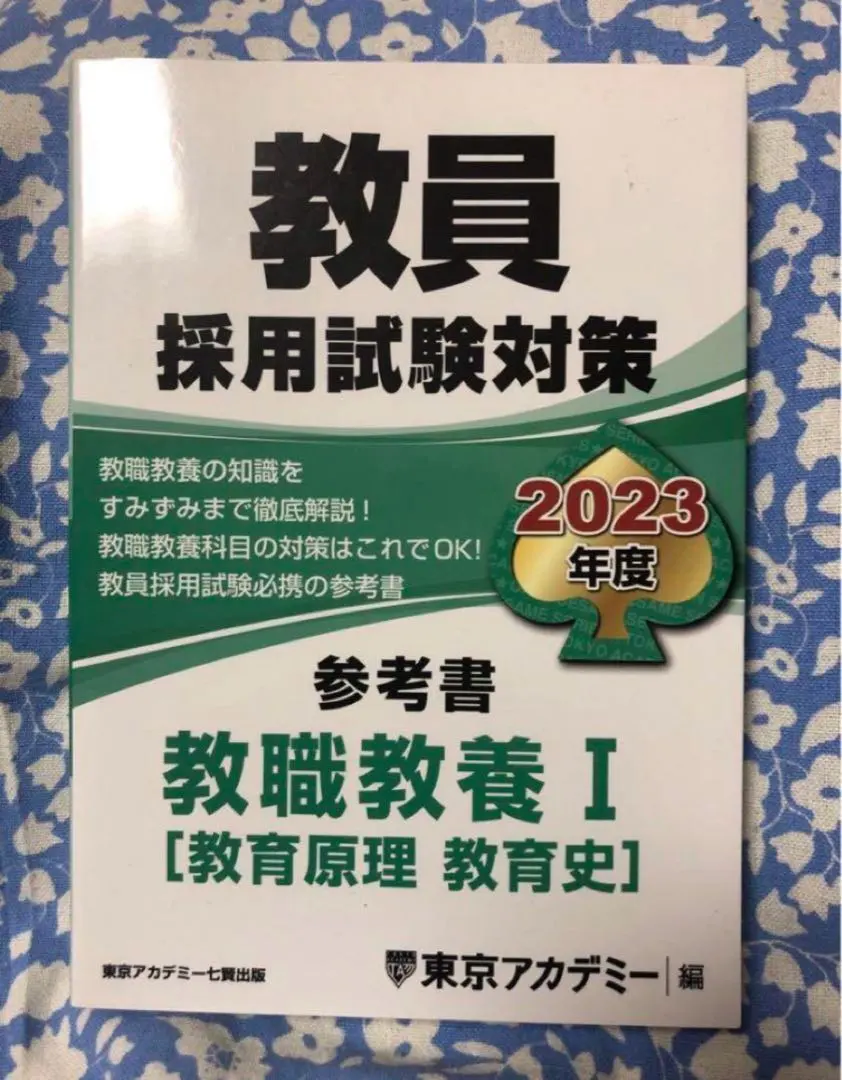 教員
採用試験対策
教職教養の知識を
すみずみまで徹底解説！
教職教養科目の対策はこれでOK！
教員採用試験必携の参考書
2023
年度
参考書
教職教養 I
［教育原理 教育史］
東京アカデミー七賢出版
東京アカデミー 編